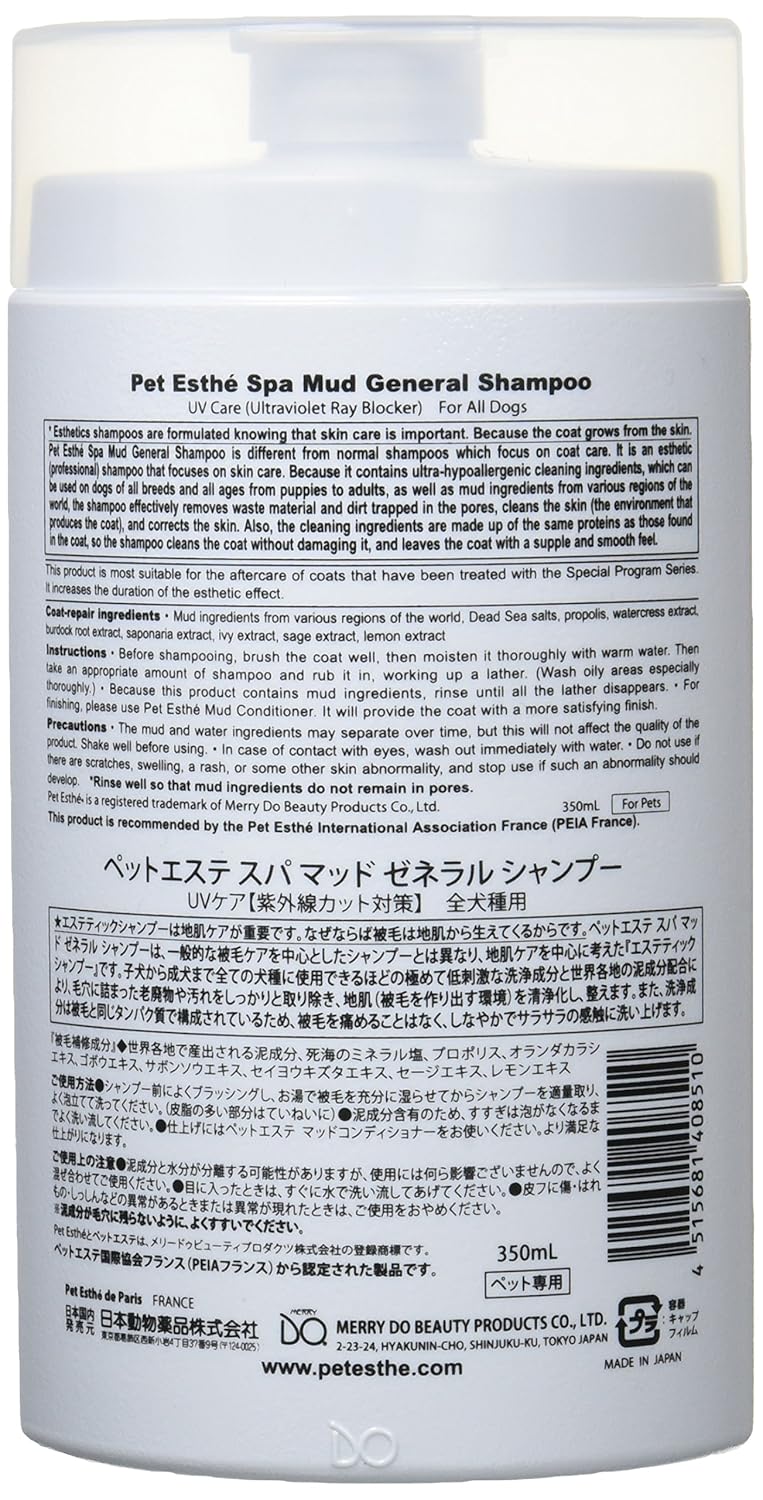 Pet Esthé Spa Mud General Shampoo
UV Care (Ultraviolet Ray Blocker) For All Dogs
* Esthetics shampoos are formulated knowing that skin care is important. Because the coat grows from the skin.
Pet Esthé Spa Mud General Shampoo is different from normal shampoos which focus on coat care. It is an esthetic
(professional) shampoo that focuses on skin care. Because it contains ultra-hypoallergenic cleaning ingredients, which can
be used on dogs of all breeds and all ages from puppies to adults, as well as mud ingredients from various regions of the
world, the shampoo effectively removes waste material and dirt trapped in the pores, cleans the skin (the environment that
produces the coat), and corrects the skin. Also, the cleaning ingredients are made up of the same proteins as those found
in the coat, so the shampoo cleans the coat without damaging it, and leaves the coat with a supple and smooth feel.
This product is most suitable for the aftercare of coats that have been treated with the Special Program Series.
It increases the duration of the esthetic effect.
Coat-repair ingredients • Mud ingredients from various regions of the world, Dead Sea salts, propolis, watercress extract,
burdock root extract, saponaria extract, ivy extract, sage extract, lemon extract
Instructions • Before shampooing, brush the coat well, then moisten it thoroughly with warm water. Then
take an appropriate amount of shampoo and rub it in, working up a lather. (Wash oily areas especially
thoroughly.) • Because this product contains mud ingredients, rinse until all the lather disappears. • For
finishing, please use Pet Esthé Mud Conditioner. It will provide the coat with a more satisfying finish.
Precautions • The mud and water ingredients may separate over time, but this will not affect the quality of the
product. Shake well before using. • In case of contact with eyes, wash out immediately with water. • Do not use if
there are scratches, swelling, a rash, or some other skin abnormality, and stop use if such an abnormality should
develop. *Rinse well so that mud ingredients do not remain in pores.
Pet Esthé® is a registered trademark of Merry Do Beauty Products Co., Ltd. 350mL For Pets
This product is recommended by the Pet Esthé International Association France (PEIA France).
ペットエステ スパ マッド ゼネラル シャンプー
UVケア【紫外線カット対策】 全犬種用
★エステティックシャンプーは地肌ケアが重要です。なぜならば被毛は地肌から生えてくるからです。ペットエステ スパ マッ
ド ゼネラル シャンプーは、一般的な被毛ケアを中心としたシャンプーとは異なり、地肌ケアを中心に考えた『エステティック
シャンプー』です。子犬から成犬まで全ての犬種に使用できるほどの極めて低刺激な洗浄成分と世界各地の泥成分配合に
より、毛穴に詰まった老廃物や汚れをしっかりと取り除き、地肌（被毛を作り出す環境）を清浄化し、整えます。また、洗浄成
分は被毛と同じタンパク質で構成されているため、被毛を痛めることはなく、しなやかでサラサラの感触に洗い上げます。
『被毛補修成分』◆世界各地で産出される泥成分、死海のミネラル塩、プロポリス、オランダカラシ
エキス、ゴボウエキス、サボンソウエキス、セイヨウキズタエキス、セージエキス、レモンエキス
ご使用方法●シャンプー前によくブラッシングし、お湯で被毛を充分に湿らせてからシャンプーを適量取り、
よく泡立てて洗ってください。（皮脂の多い部分はていねいに）●泥成分含有のため、すすぎは泡がなくなるま
でよく洗い流してください。●仕上げにはペットエステ マッドコンディショナーをお使いください。より満足な
仕上がりになります。
ご使用上の注意●泥成分と水分が分離する可能性がありますが、使用には何ら影響ございませんので、よく
混ぜ合わせてご使用ください。●目に入ったときは、すぐに水で洗い流してあげてください。●皮フに傷・はれ
もの・しっしんなどの異常があるときまたは異常が現れたときは、ご使用をおやめください。
※泥成分が毛穴に残らないように、よくすすいでください。
Pet Esthéとペットエステは、メリードゥビューティプロダクツ株式会社の登録商標です。
ペットエステ国際協会フランス（PEIAフランス）から認定された製品です。
350mL
ペット専用
4 515681 408510
Pet Esthé de Paris FRANCE
日本国内
発売元
日本動物薬品株式会社
東京都葛飾区西新小岩4丁目37番9号（〒124-0025）
MERRY
DO
MERRY DO BEAUTY PRODUCTS CO., LTD.
2-23-24, HYAKUNIN-CHO, SHINJUKU-KU, TOKYO JAPAN
プラ
容器
:キャップ
フィルム
www.petesthe.com
MADE IN JAPAN
DO